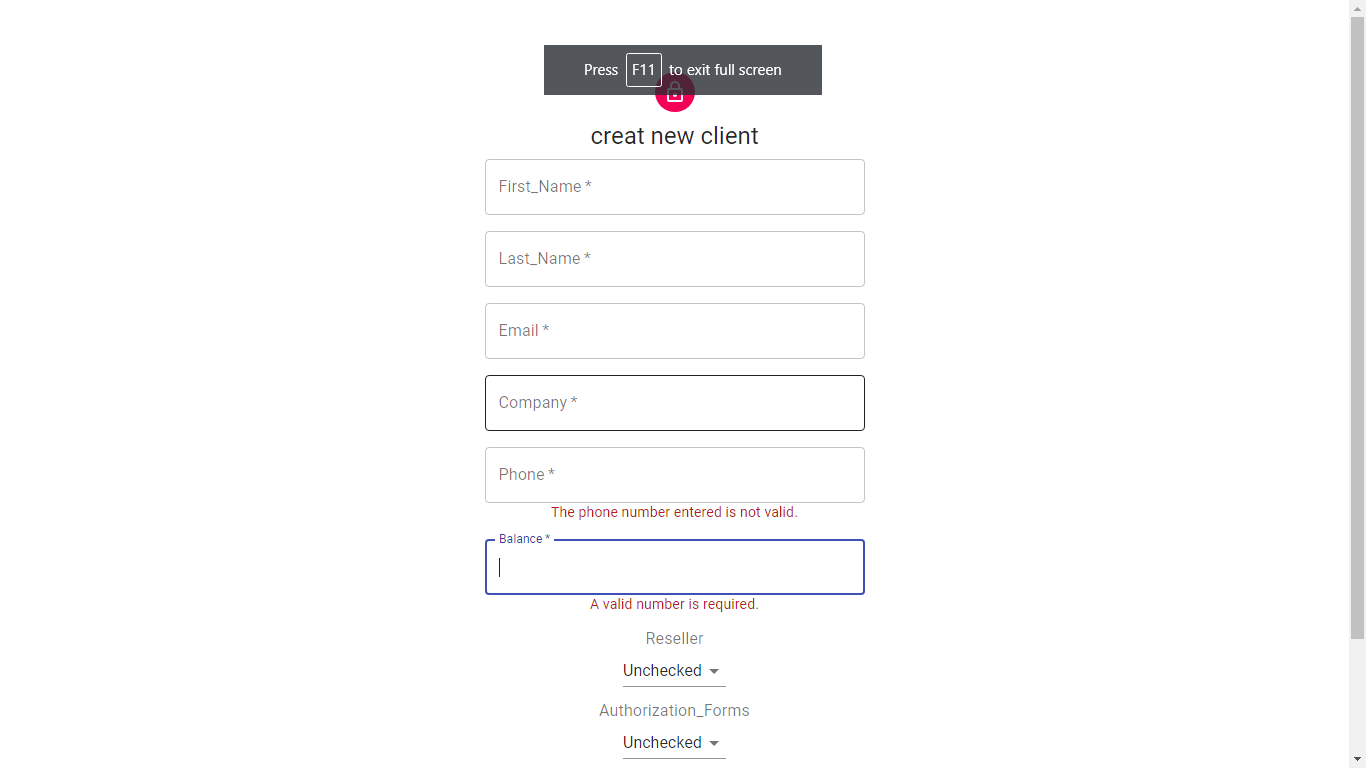 Press F11 to exit full screen
creat new client
First_Name *
Last_Name *
Email *
Company *
Phone *
The phone number entered is not valid.
Balance *
A valid number is required.
Reseller
Unchecked
Authorization_Forms
Unchecked